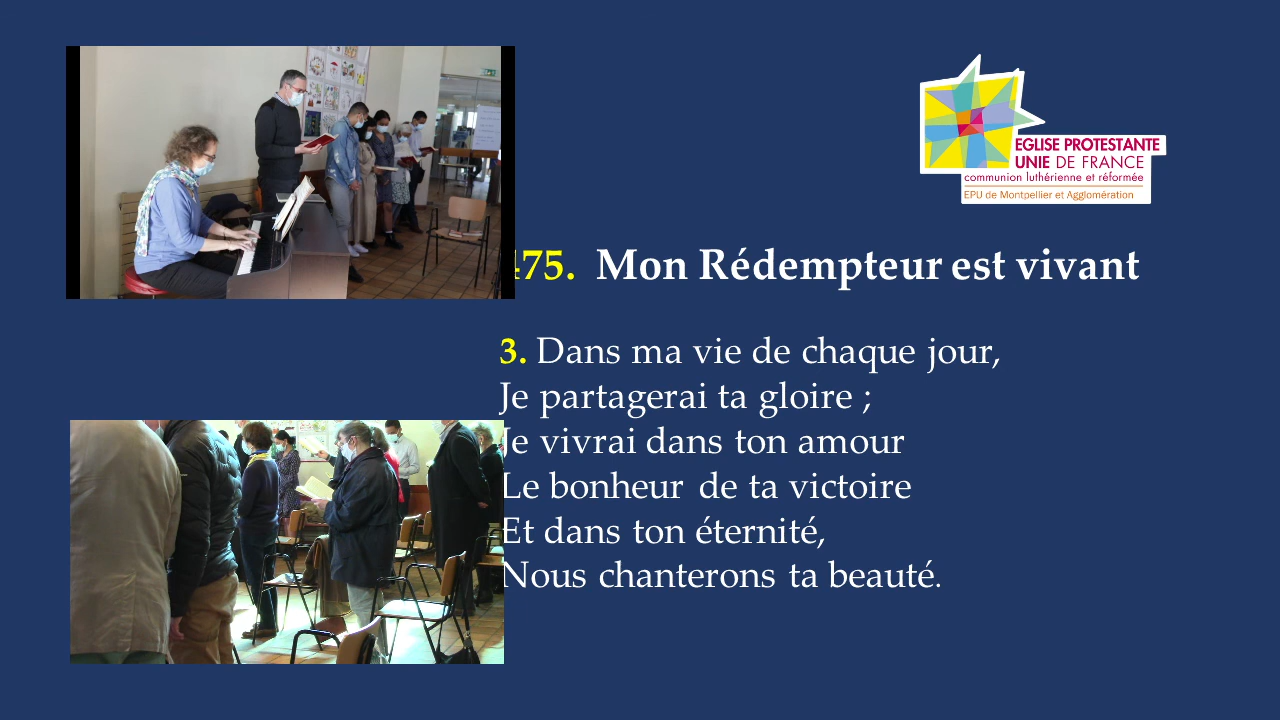 EGLISE PROTESTANTE
UNIE DE FRANCE
communion luthérienne et réformée
EPU de Montpellier et Agglomération
475. Mon Rédempteur est vivant
3. Dans ma vie de chaque jour,
Je partagerai ta gloire ;
Je vivrai dans ton amour
Le bonheur de ta victoire
Et dans ton éternité,
Nous chanterons ta beauté.